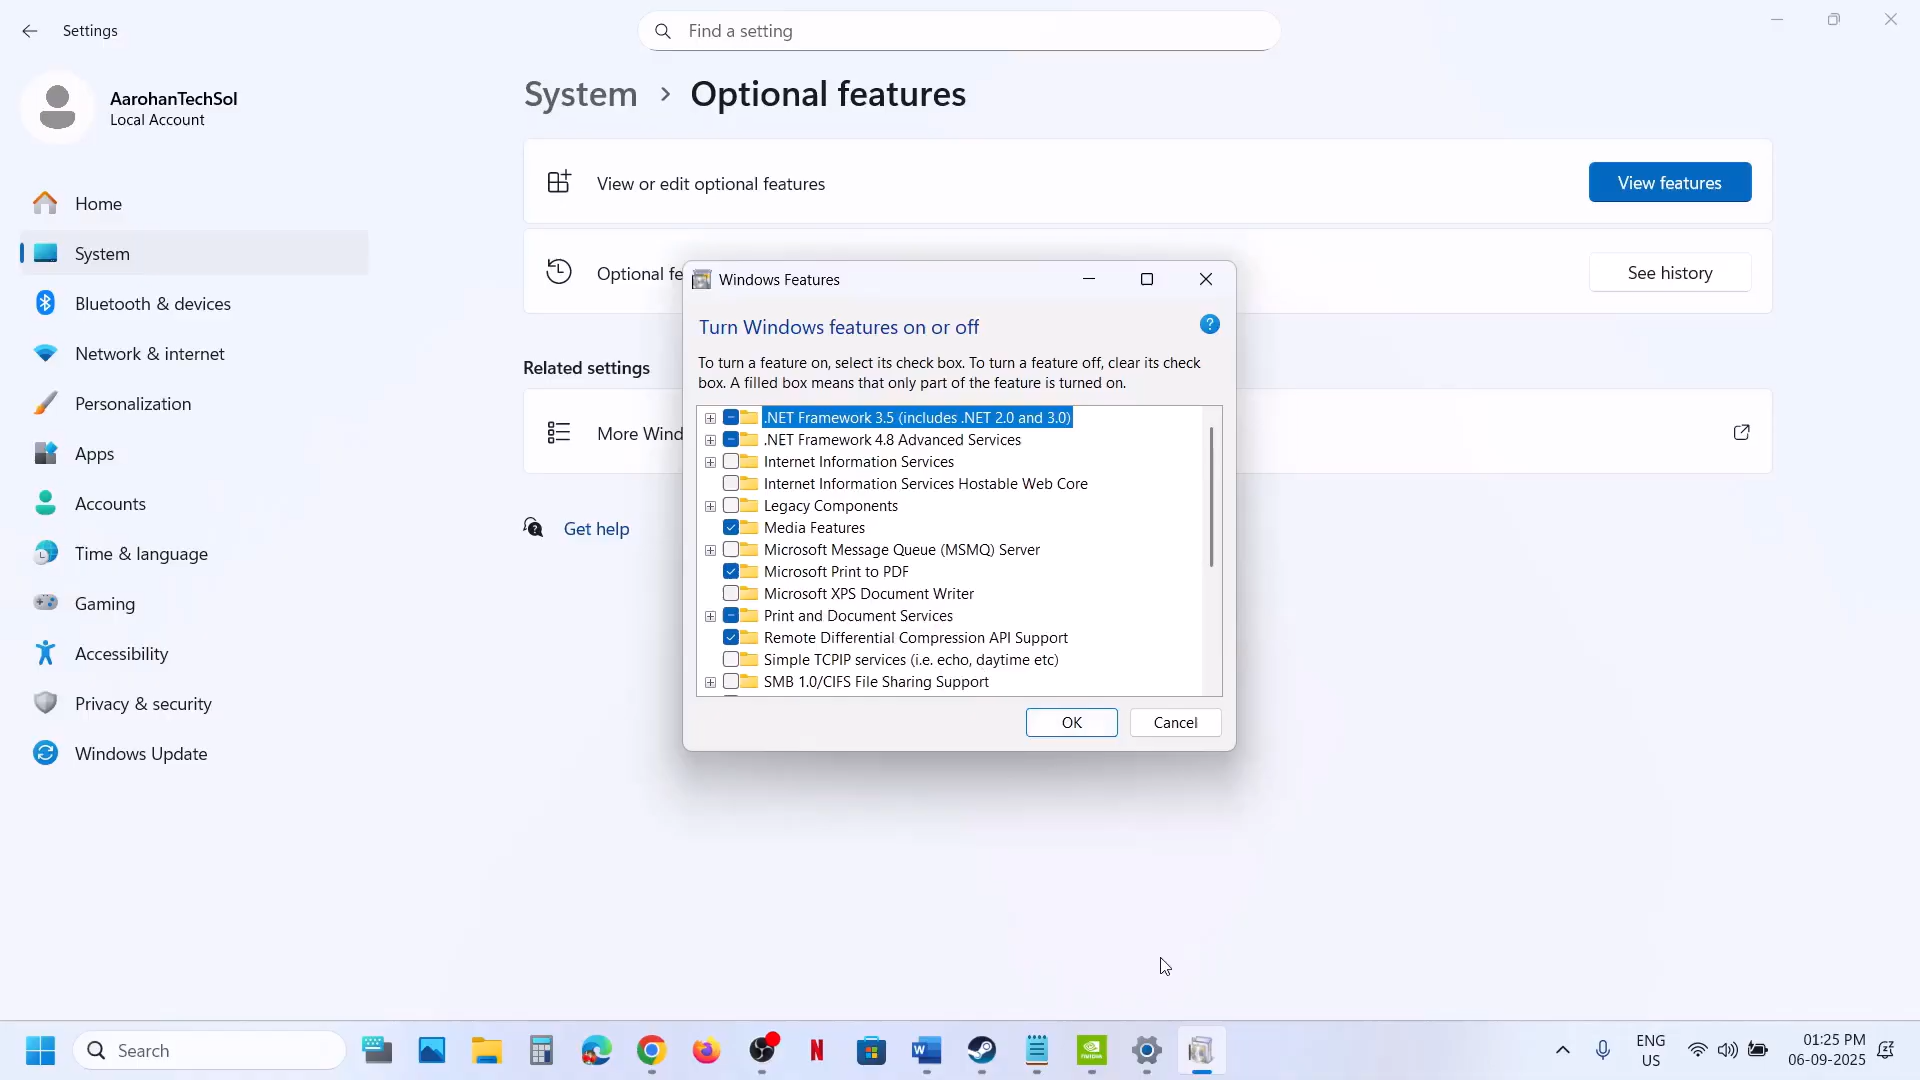 Settings
Find a setting
AarohanTechSol
Local Account
Home
System
Bluetooth & devices
Network & internet
Personalization
Apps
Accounts
Time & language
Gaming
Accessibility
Privacy & security
Windows Update
System > Optional features
View or edit optional features
View features
Optional fe
See history
Related settings
More Wind
Get help
Windows Features
Turn Windows features on or off
To turn a feature on, select its check box. To turn a feature off, clear its check
box. A filled box means that only part of the feature is turned on.
.NET Framework 3.5 (includes .NET 2.0 and 3.0)
.NET Framework 4.8 Advanced Services
Internet Information Services
Internet Information Services Hostable Web Core
Legacy Components
Media Features
Microsoft Message Queue (MSMQ) Server
Microsoft Print to PDF
Microsoft XPS Document Writer
Print and Document Services
Remote Differential Compression API Support
Simple TCPIP services (i.e. echo, daytime etc)
SMB 1.0/CIFS File Sharing Support
OK
Cancel
Search
ENG
US
01:25 PM
06-09-2025